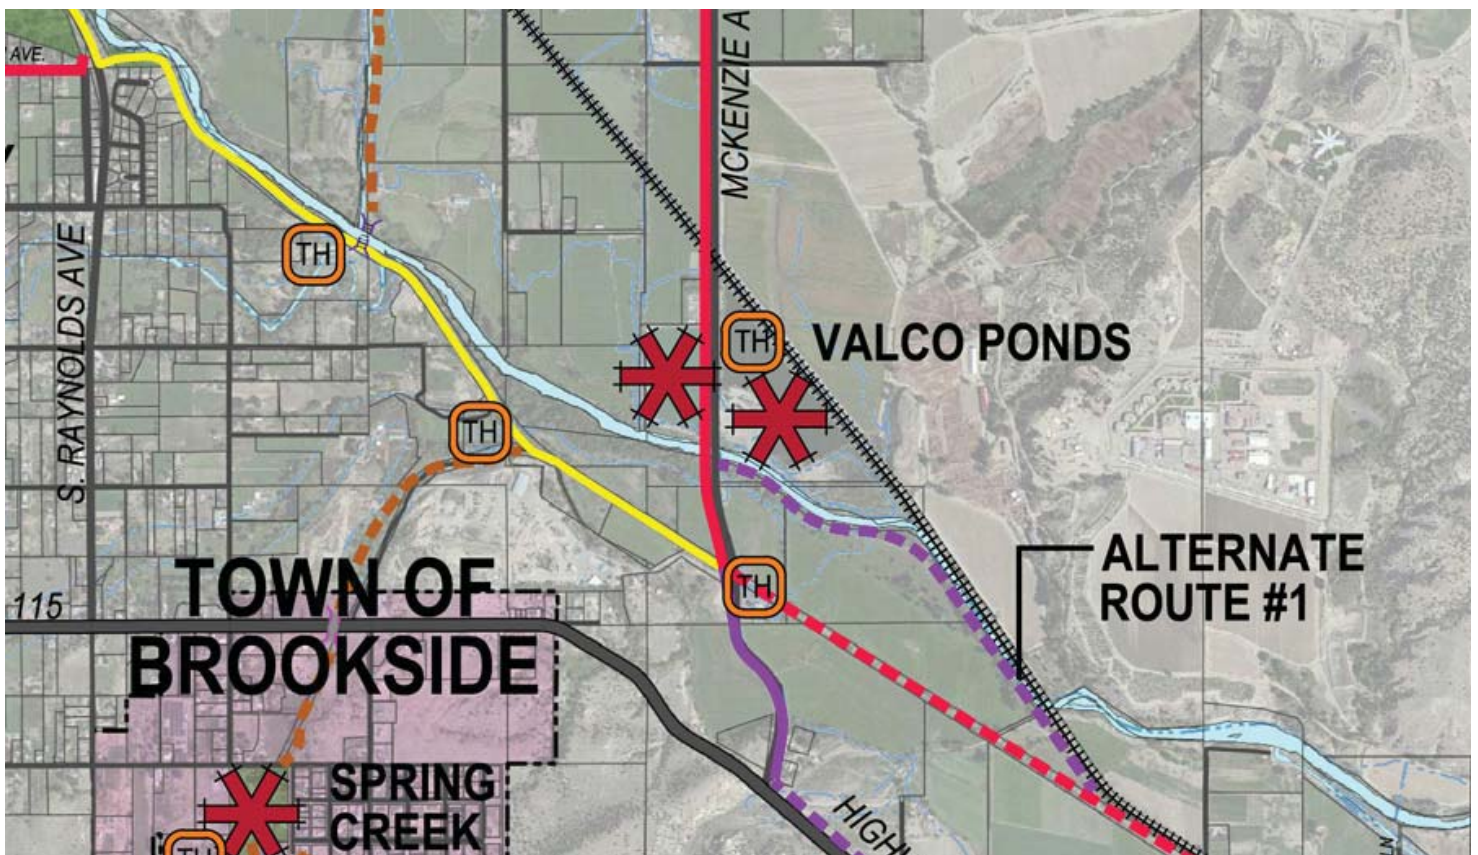 AVE.
MCKENZIE A
S. RAYNOLDS AVE
TH
TH
VALCO PONDS
TH
ALTERNATE
ROUTE #1
TH
115
TOWN OF
BROOKSIDE
SPRING
CREEK
HIGH
TH